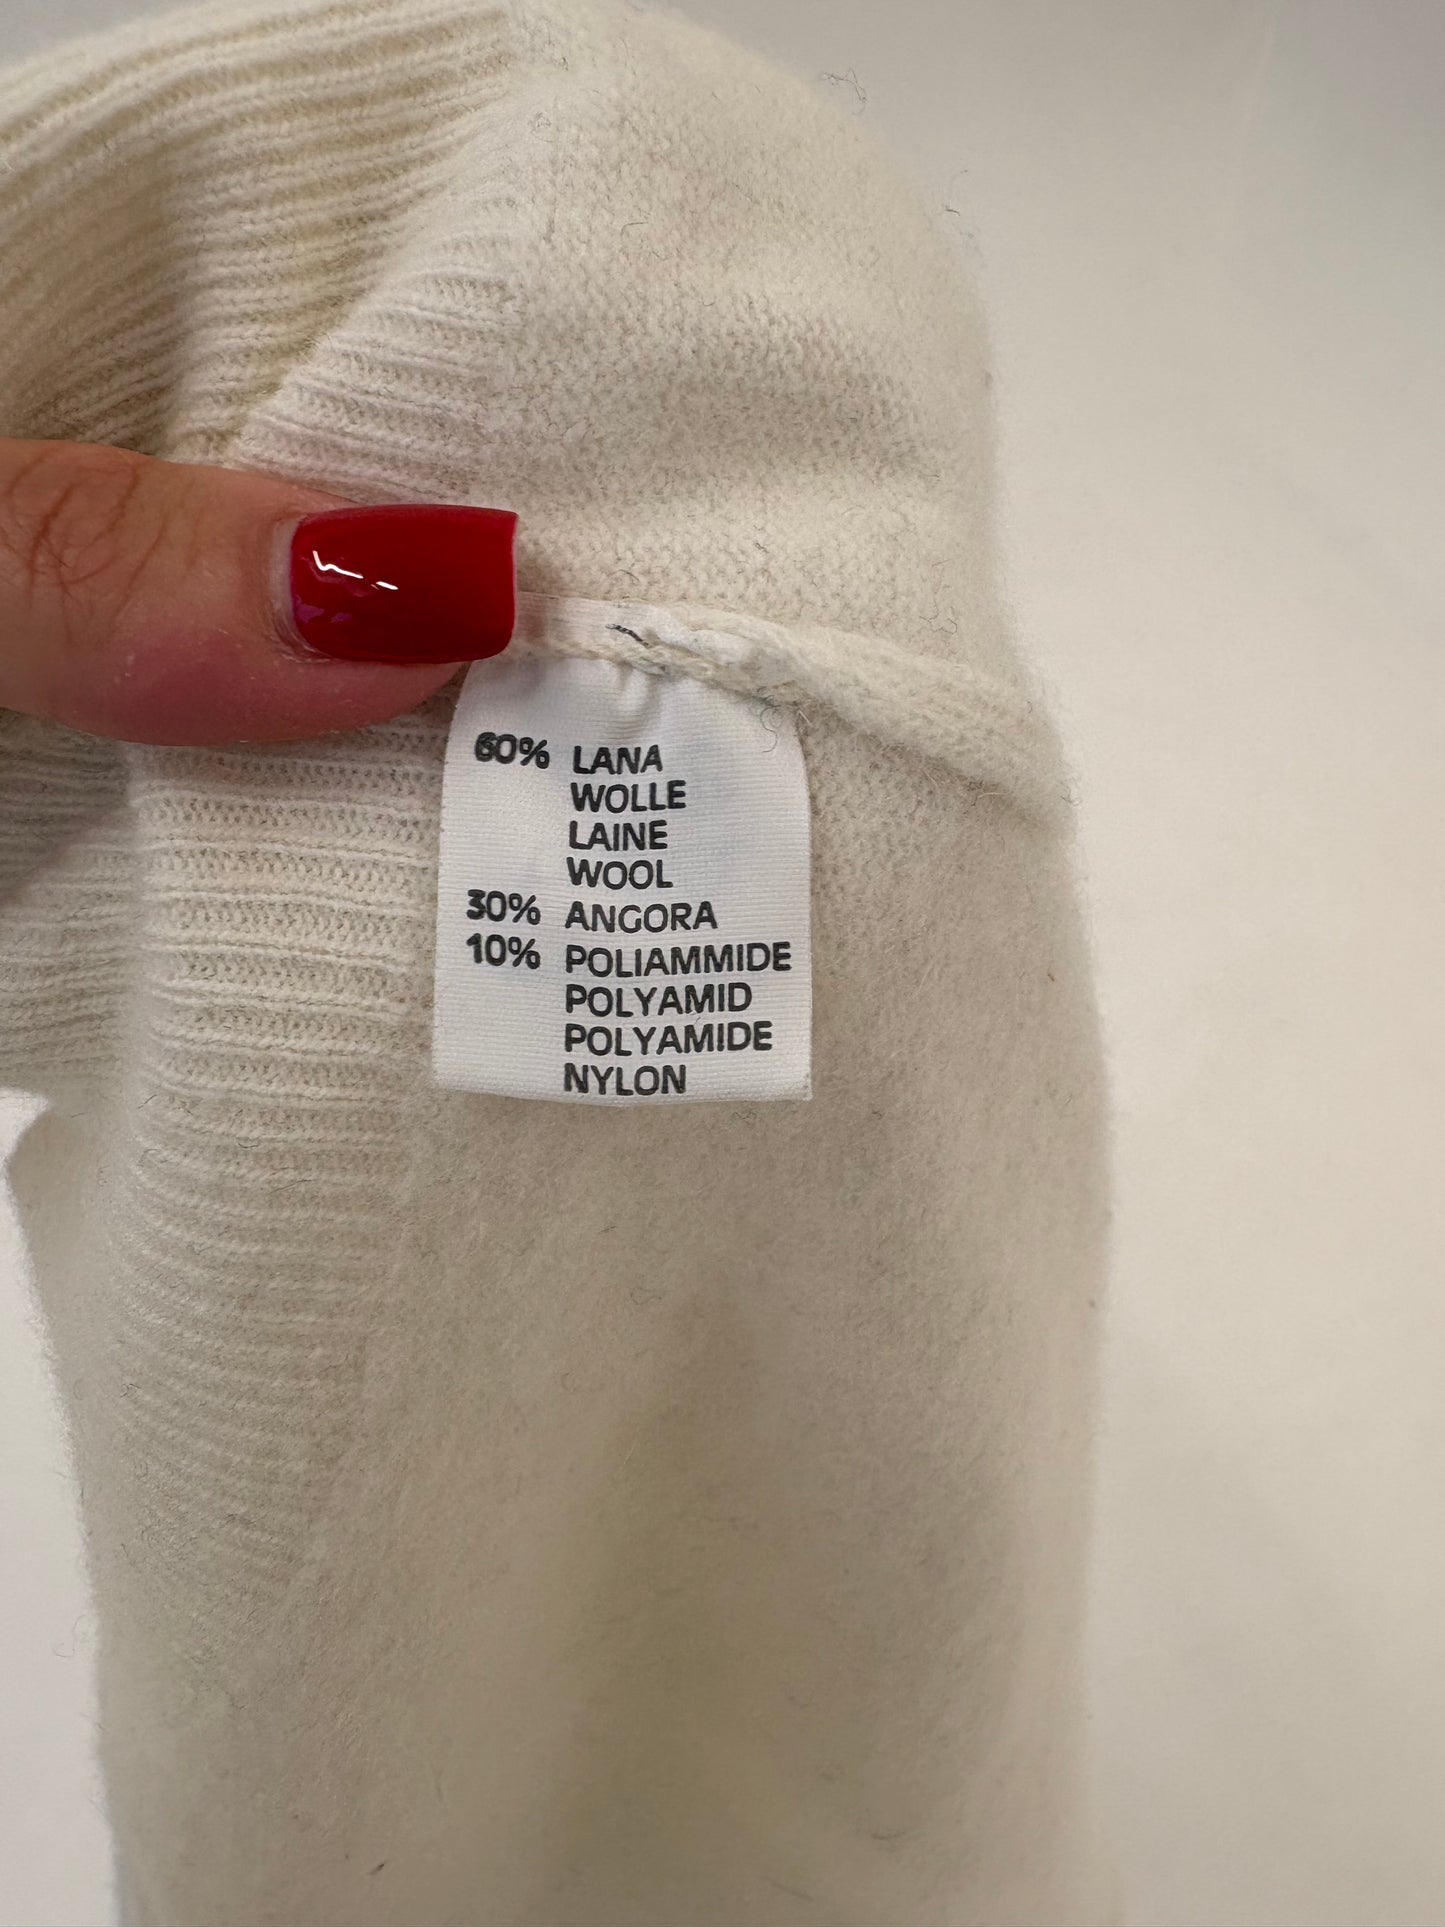 60% LANA
WOLLE
LAINE
WOOL
30% ANGORA
10% POLIAMMIDE
POLYAMID
POLYAMIDE
NYLON